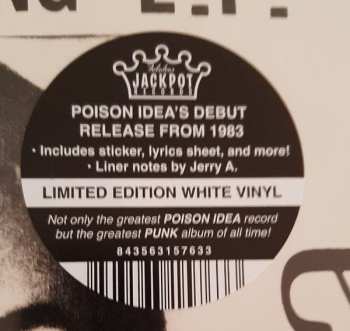 G E.P.
Fabulous
JACKPOT
RECORDS
POISON IDEA'S DEBUT
RELEASE FROM 1983
• Includes sticker, lyrics sheet, and more!
• Liner notes by Jerry A.
LIMITED EDITION WHITE VINYL
Not only the greatest POISON IDEA record
but the greatest PUNK album of all time!
843563157633